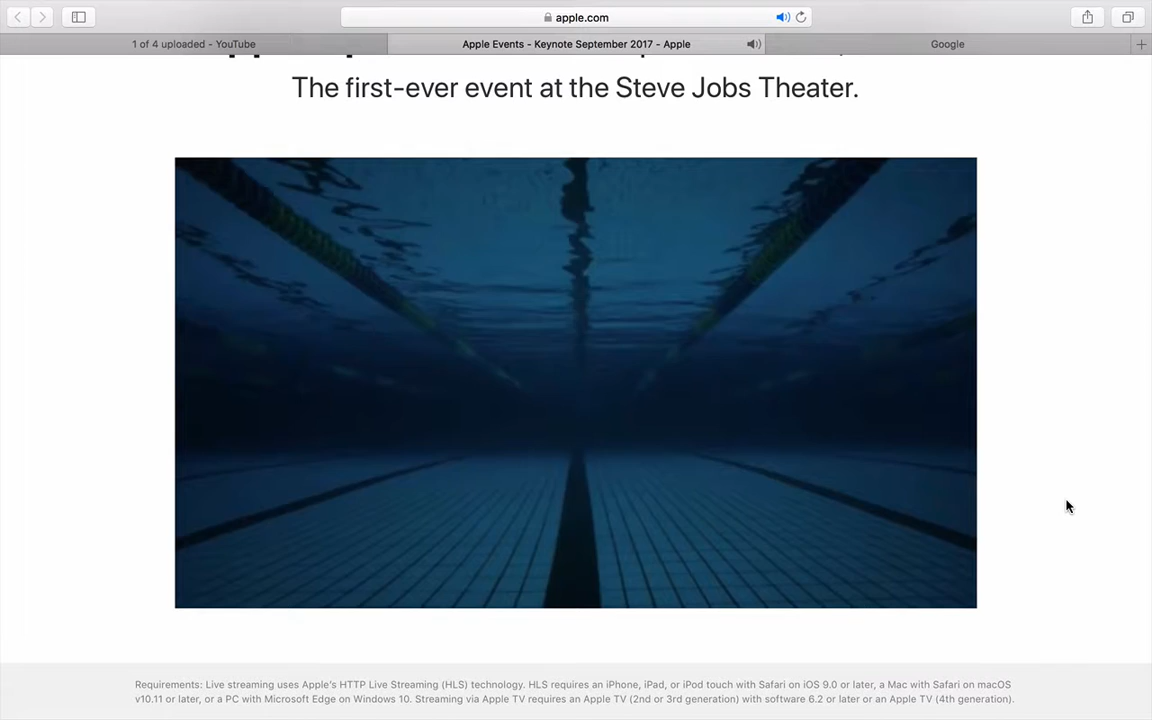 apple.com
1 of 4 uploaded - YouTube
Apple Events - Keynote September 2017 - Apple
Google
The first-ever event at the Steve Jobs Theater.
Requirements: Live streaming uses Apple's HTTP Live Streaming (HLS) technology. HLS requires an iPhone, iPad, or iPod touch with Safari on iOS 9.0 or later, a Mac with Safari on macOS
v10.11 or later, or a PC with Microsoft Edge on Windows 10. Streaming via Apple TV requires an Apple TV (2nd or 3rd generation) with software 6.2 or later or an Apple TV (4th generation).